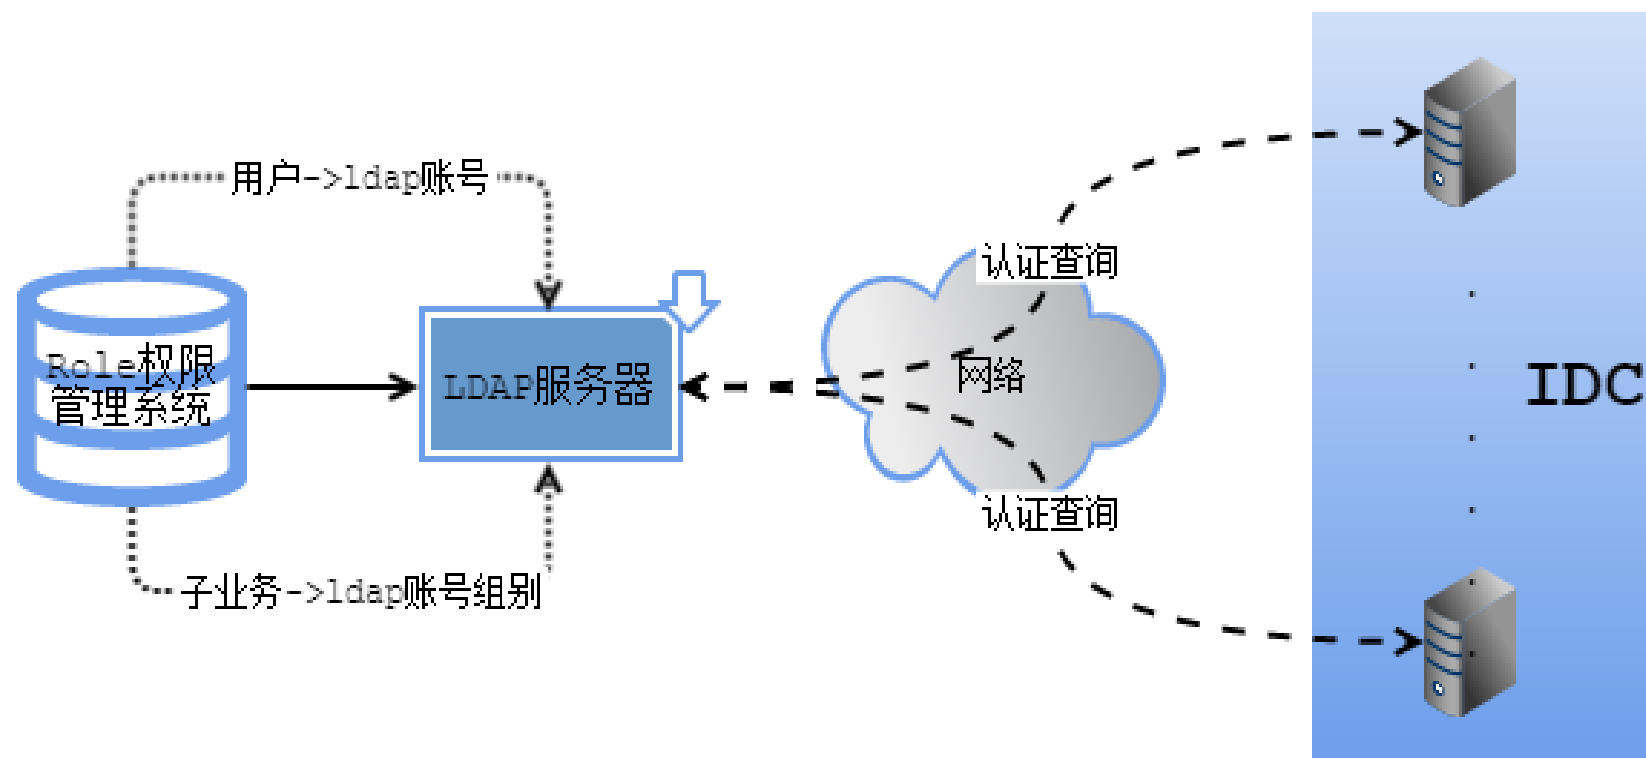 用户->ldap账号
认证查询
Role权限
管理系统
LDAP服务器
网络
IDC
认证查询
子业务->ldap账号组别